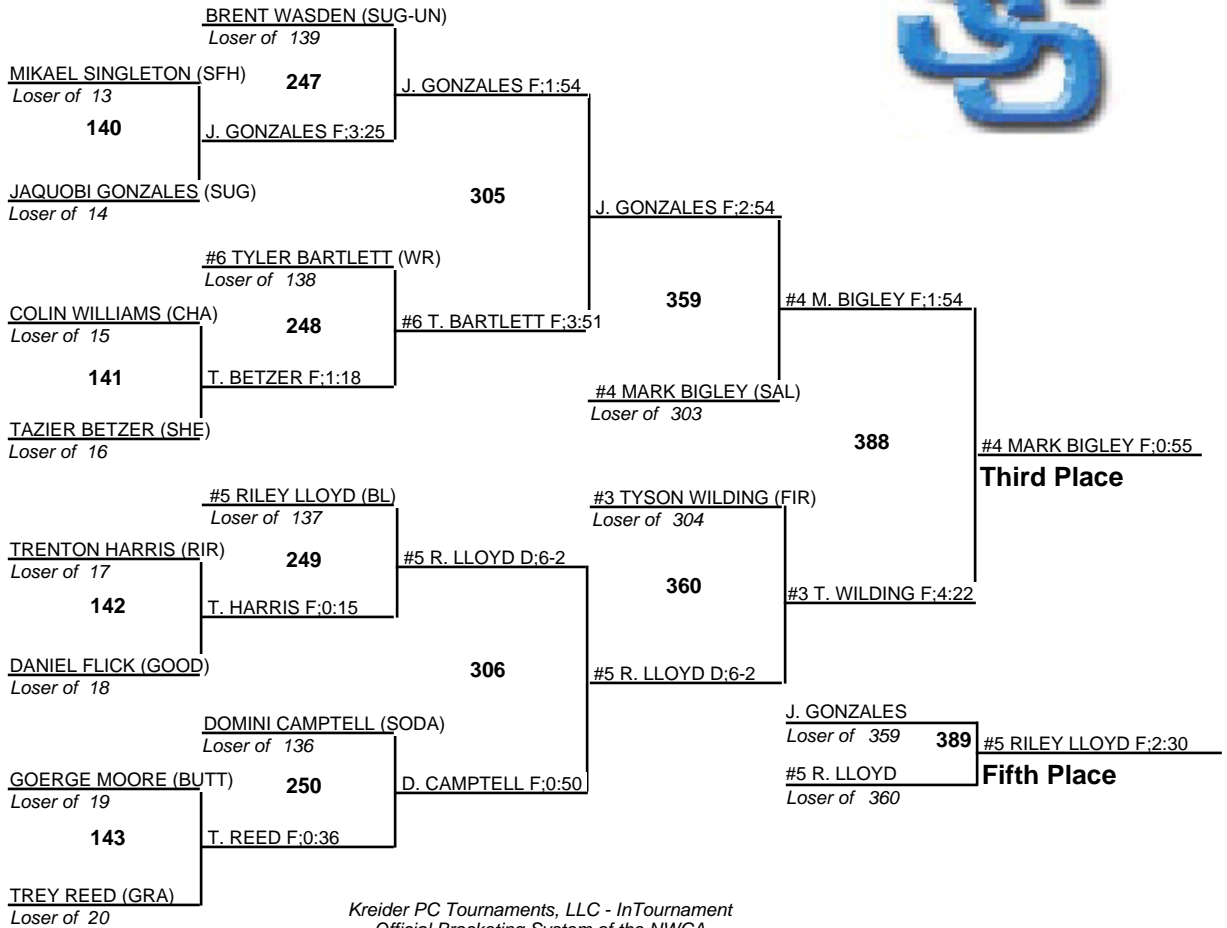 BRENT WASDEN (SUG-UN)
Loser of 139
MIKAEL SINGLETON (SFH)
Loser of 13
247
J. GONZALES F;1:54
140
J. GONZALES F;3:25
JAQUOBI GONZALES (SUG)
Loser of 14
305
J. GONZALES F;2:54
#6 TYLER BARTLETT (WR)
Loser of 138
COLIN WILLIAMS (CHA)
Loser of 15
248
#6 T. BARTLETT F;3:51
359
#4 M. BIGLEY F;1:54
141
T. BETZER F;1:18
#4 MARK BIGLEY (SAL)
Loser of 303
TAZIER BETZER (SHE)
Loser of 16
388
#4 MARK BIGLEY F;0:55
Third Place
#5 RILEY LLOYD (BL)
Loser of 137
#3 TYSON WILDING (FIR)
Loser of 304
TRENTON HARRIS (RIR)
Loser of 17
249
#5 R. LLOYD D;6-2
360
#3 T. WILDING F;4:22
142
T. HARRIS F;0:15
DANIEL FLICK (GOOD)
Loser of 18
306
#5 R. LLOYD D;6-2
DOMINI CAMPTELL (SODA)
Loser of 136
J. GONZALES
Loser of 359
389
#5 RILEY LLOYD F;2:30
Fifth Place
#5 R. LLOYD
Loser of 360
GOERGE MOORE (BUTT)
Loser of 19
250
D. CAMPTELL F;0:50
143
T. REED F;0:36
TREY REED (GRA)
Loser of 20
Kreider PC Tournaments, LLC - InTournament
Official Bracketing System of the NWCA